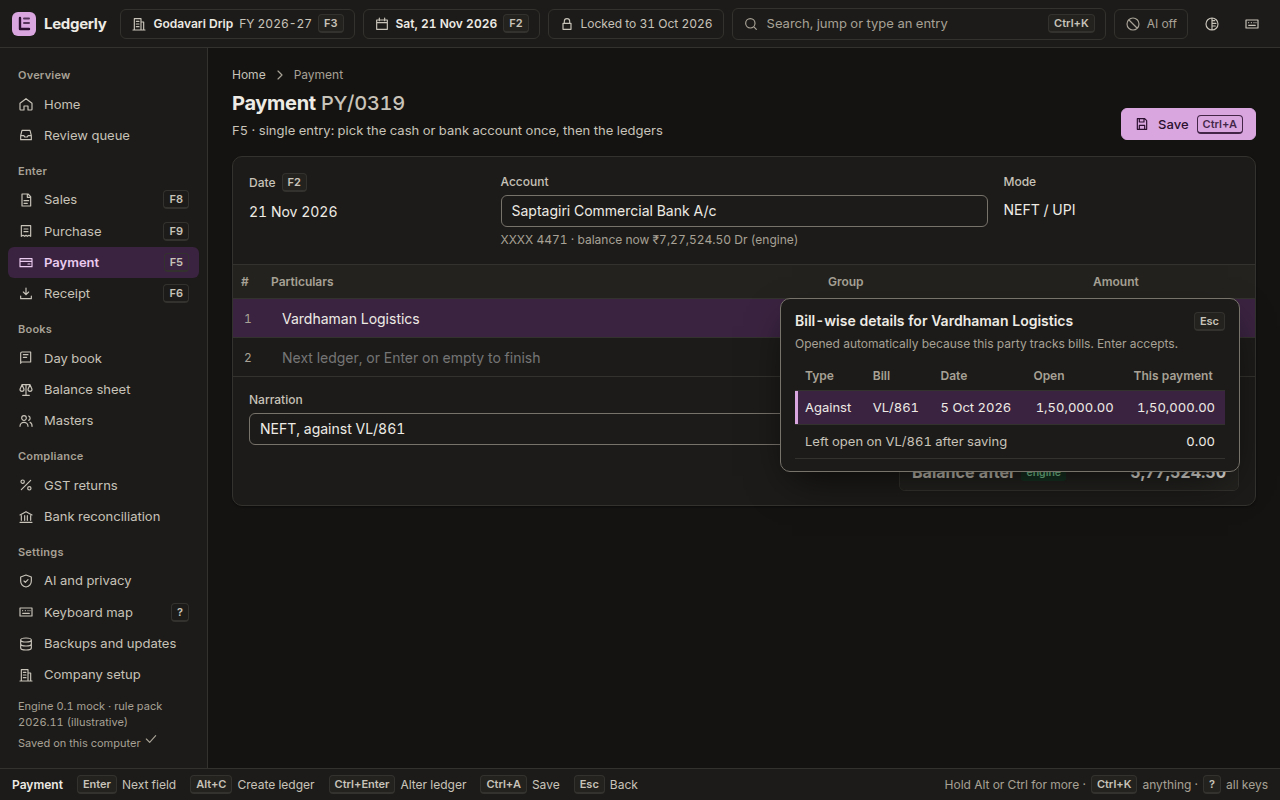 Ledgerly
Godavari Drip FY 2026-27 F3
Sat, 21 Nov 2026 F2
Locked to 31 Oct 2026
Search, jump or type an entry Ctrl+K
AI off
Overview
Home
Review queue
Enter
Sales F8
Purchase F9
Payment F5
Receipt F6
Books
Day book
Balance sheet
Masters
Compliance
GST returns
Bank reconciliation
Settings
AI and privacy
Keyboard map ?
Backups and updates
Company setup
Engine 0.1 mock · rule pack
2026.11 (illustrative)
Saved on this computer
Home Payment
Payment PY/0319
F5 · single entry: pick the cash or bank account once, then the ledgers
Save Ctrl+A
Date F2
21 Nov 2026
Account
Saptagiri Commercial Bank A/c
XXXX 4471 · balance now ₹7,27,524.50 Dr (engine)
Mode
NEFT / UPI
# Particulars Group Amount
1 Vardhaman Logistics
2 Next ledger, or Enter on empty to finish
Narration
NEFT, against VL/861
Bill-wise details for Vardhaman Logistics Esc
Opened automatically because this party tracks bills. Enter accepts.
Type Bill Date Open This payment
Against VL/861 5 Oct 2026 1,50,000.00 1,50,000.00
Left open on VL/861 after saving 0.00
Balance after engine 5,77,524.50
Payment Enter Next field Alt+C Create ledger Ctrl+Enter Alter ledger Ctrl+A Save Esc Back
Hold Alt or Ctrl for more · Ctrl+K anything · ? all keys